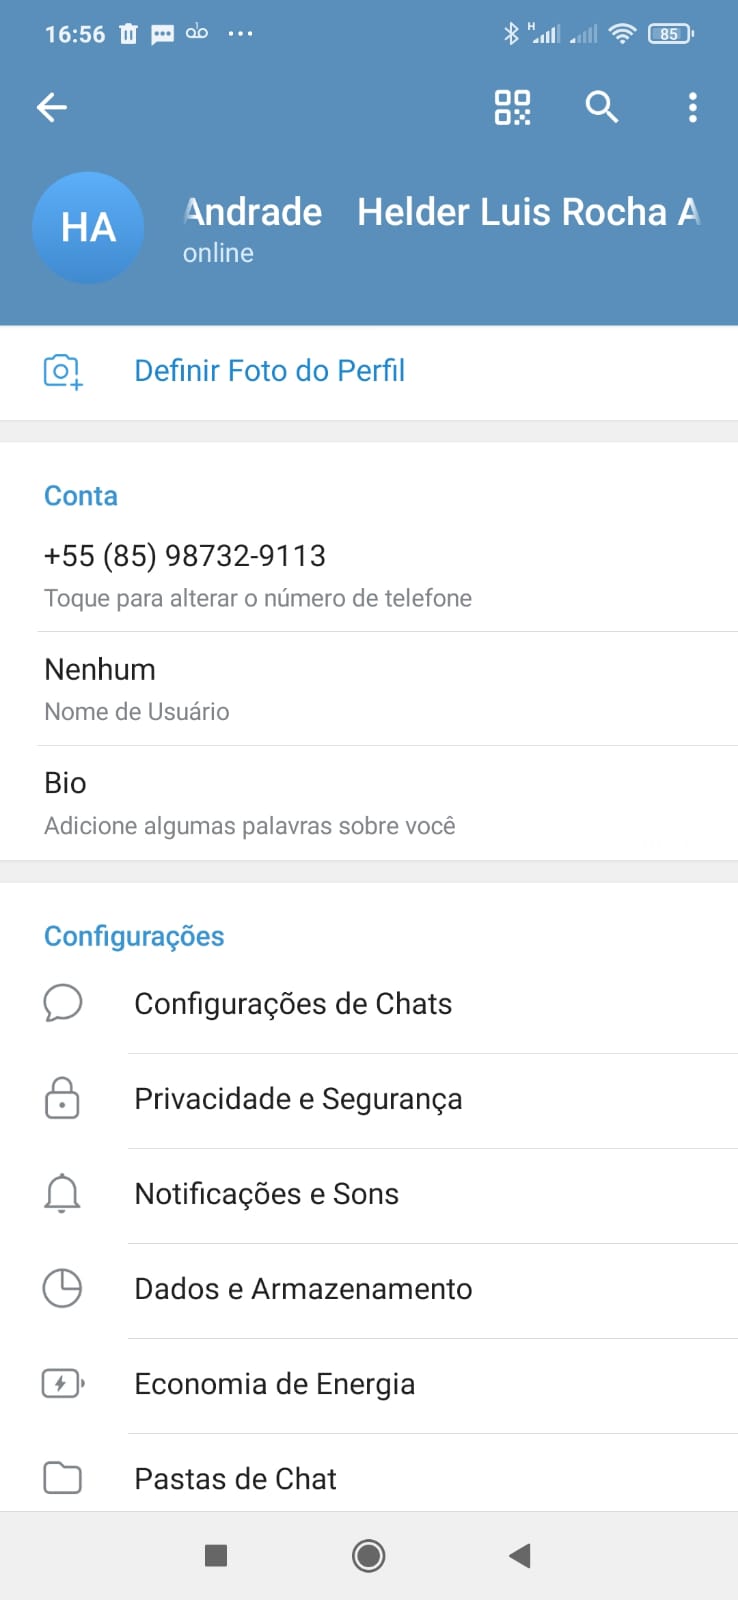 16:56
H
85
HA
Andrade Helder Luis Rocha A
online
Definir Foto do Perfil
Conta
+55 (85) 98732-9113
Toque para alterar o número de telefone
Nenhum
Nome de Usuário
Bio
Adicione algumas palavras sobre você
Configurações
Configurações de Chats
Privacidade e Segurança
Notificações e Sons
Dados e Armazenamento
Economia de Energia
Pastas de Chat